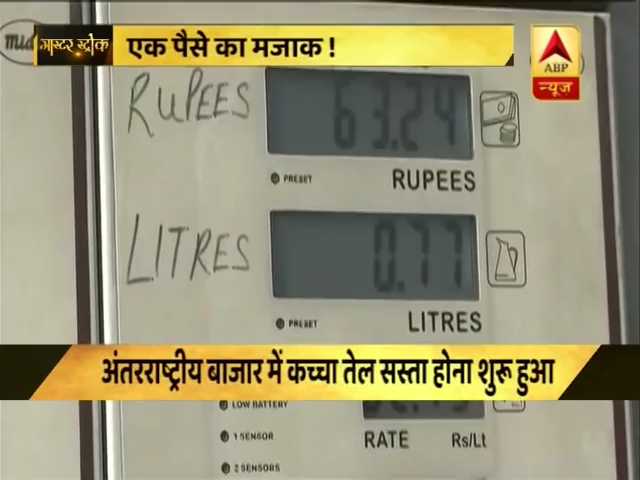 मास्टर स्ट्रोक
एक पैसे का मजाक !
ABP
न्यूज़
RUPEES
63.24
PRESET
RUPEES
LITRES
0.77
PRESET
LITRES
अंतरराष्ट्रीय बाजार में कच्चा तेल सस्ता होना शुरू हुआ
LOW BATTERY
1 SENSOR
RATE Rs/Lt
2 SENSORS